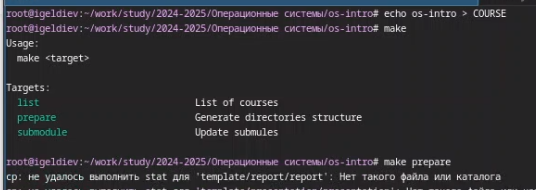 root@igeldiev:~/work/study/2024-2025/Операционные системы/os-intro# echo os-intro > COURSE
root@igeldiev:~/work/study/2024-2025/Операционные системы/os-intro# make
Usage:
  make <target>

Targets:
  list                          List of courses
  prepare                       Generate directories structure
  submodule                     Update submules

root@igeldiev:~/work/study/2024-2025/Операционные системы/os-intro# make prepare
cp: не удалось выполнить stat для 'template/report/report': Нет такого файла или каталога